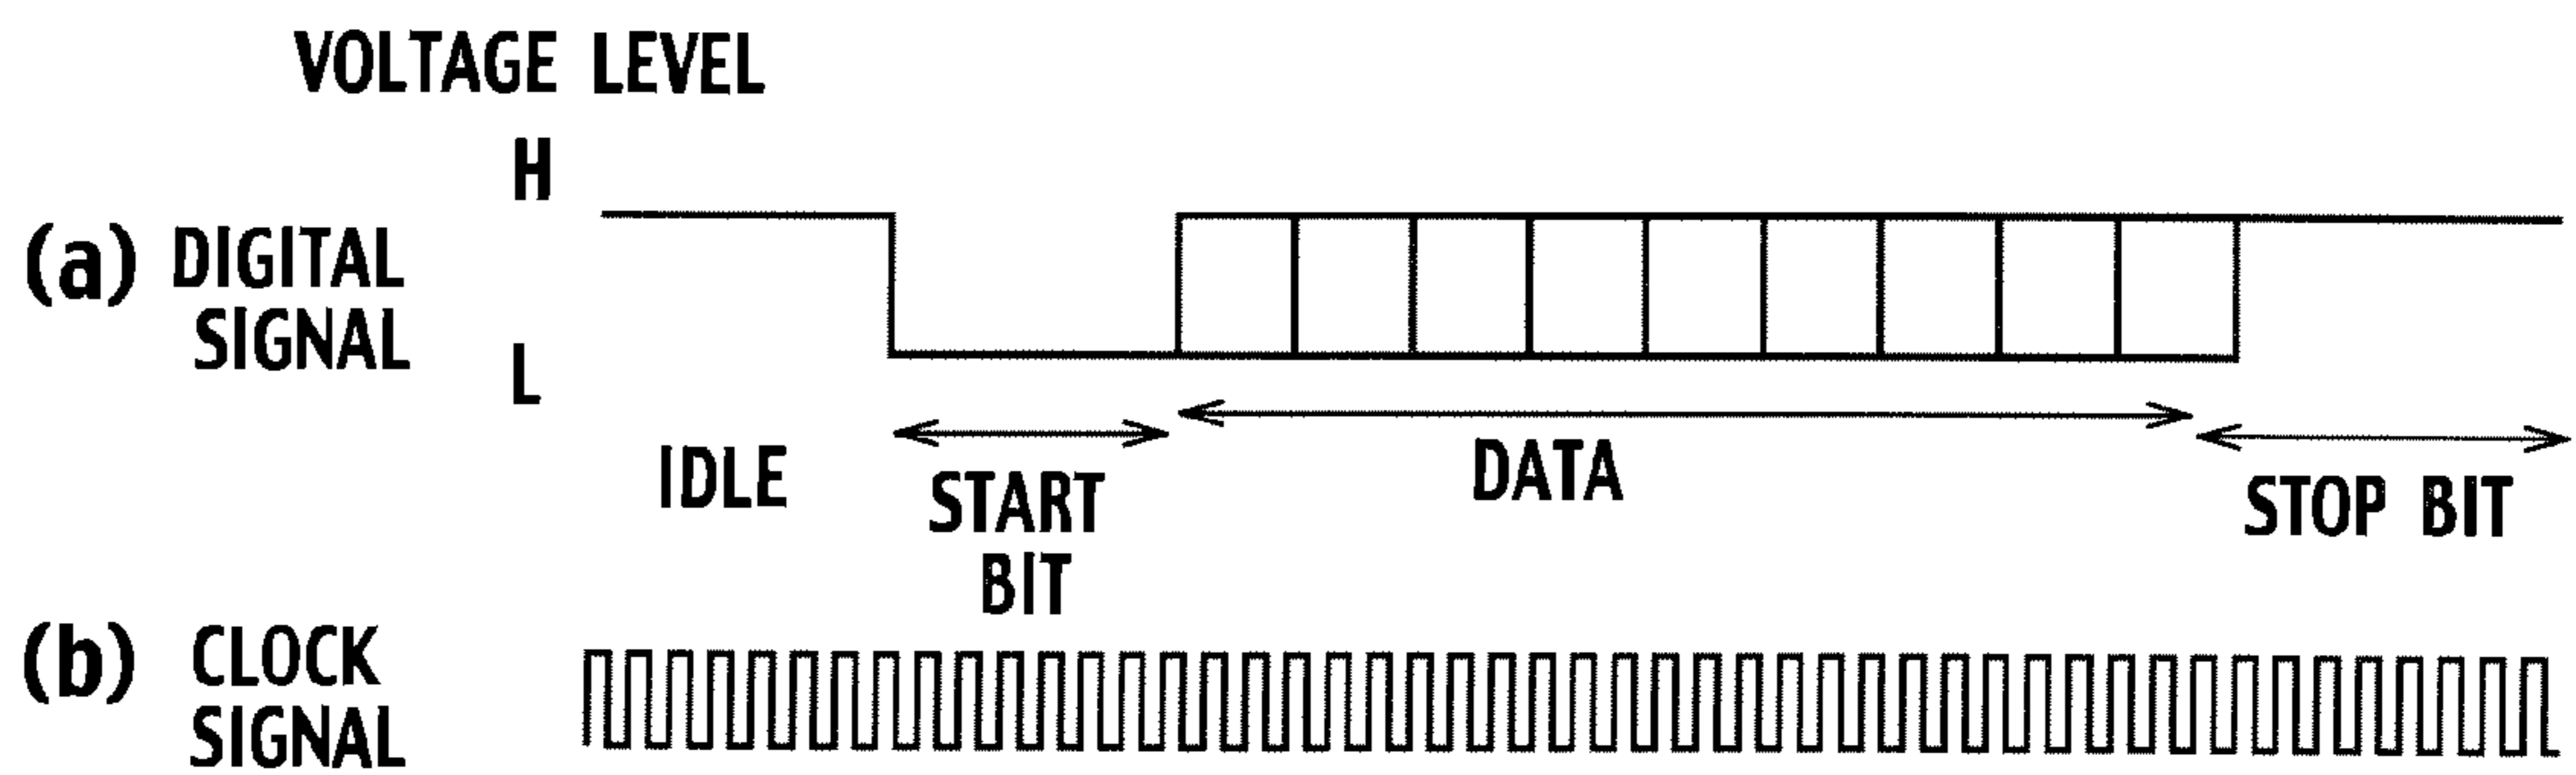 VOLTAGE LEVEL
H
(a) DIGITAL
SIGNAL
L
IDLE
START
BIT
DATA
STOP BIT
(b) CLOCK
SIGNAL